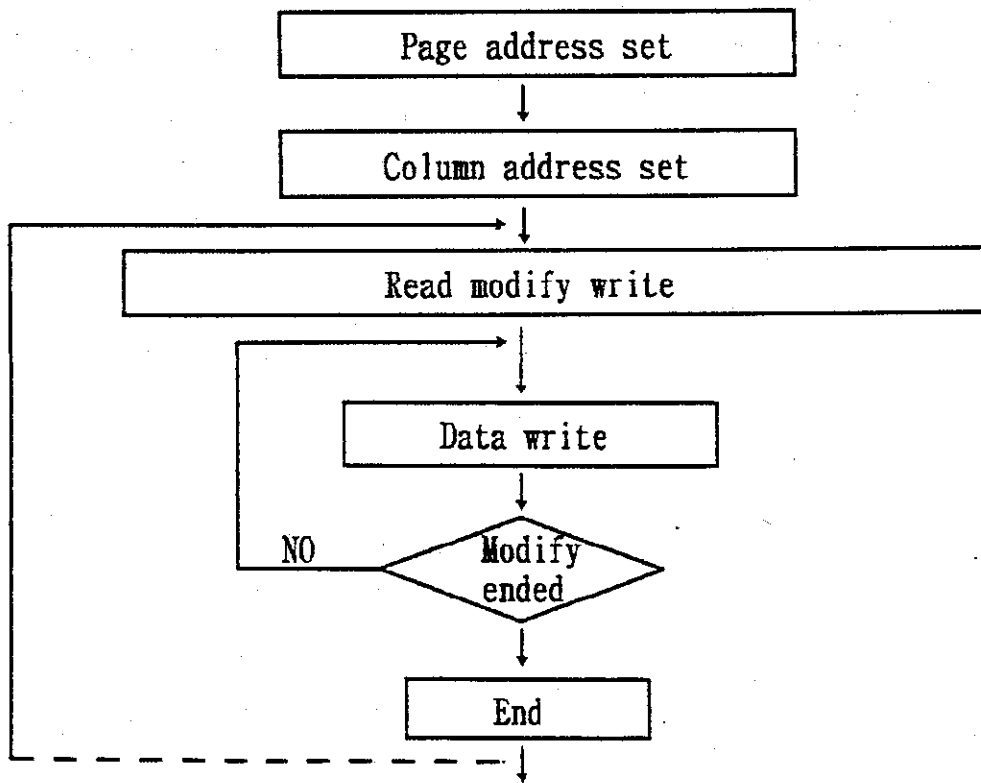 Page address set
Column address set
Read modify write
Data write
NO
Modify
ended
End